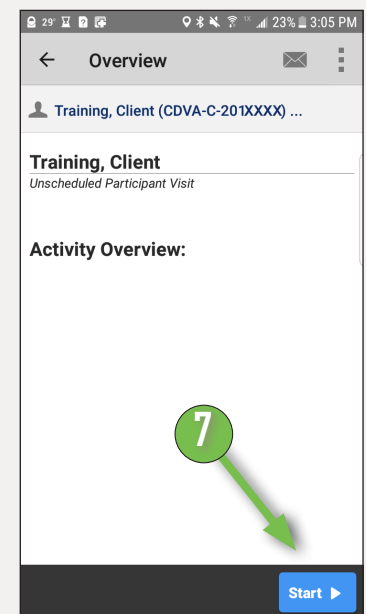 29° 1X 23% 3:05 PM
Overview
Training, Client (CDVA-C-201XXXX) ...
Training, Client
Unscheduled Participant Visit
Activity Overview:
7
Start